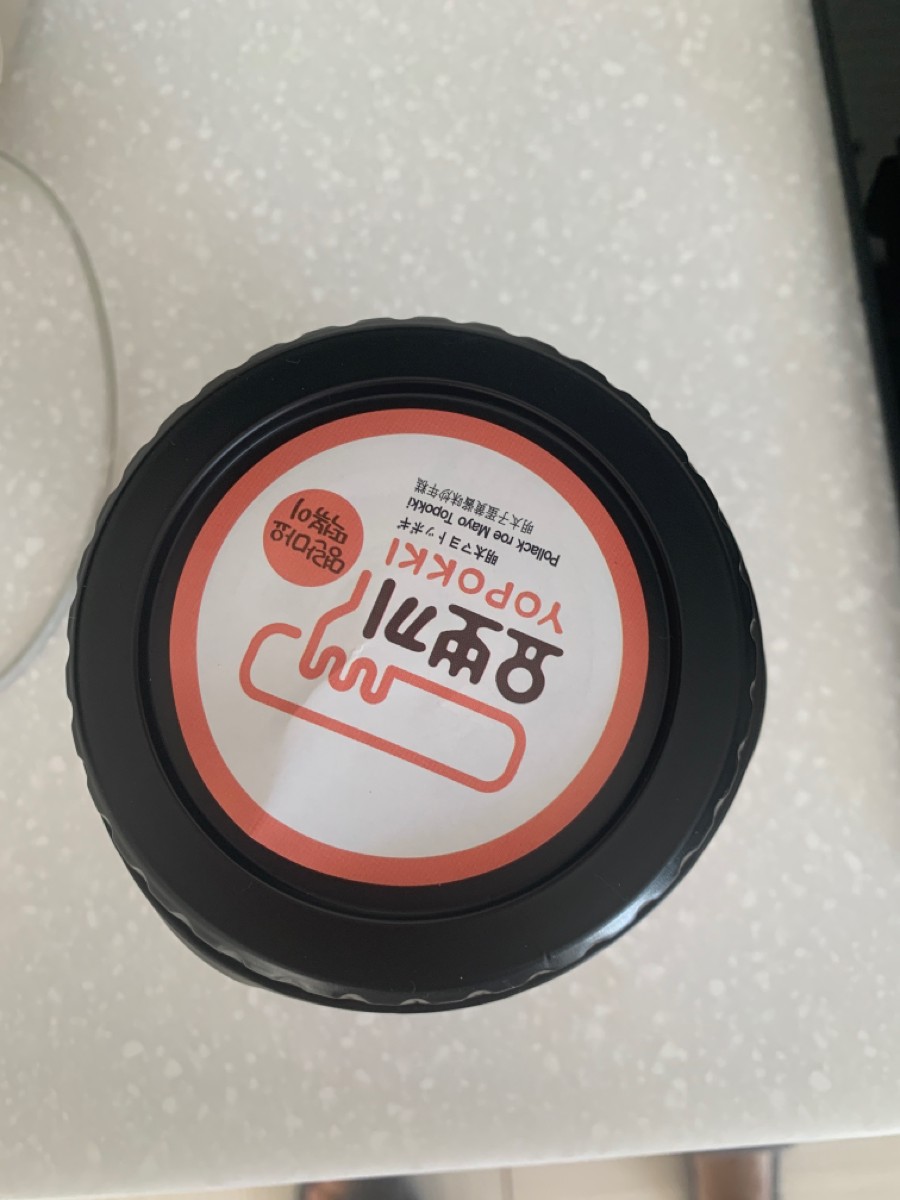 요뽀끼
YOPOKKI
明太マヨトッポギ
Pollack roe Mayo Topokki
明太子蛋黄酱味炒年糕
명란마요
떡볶이